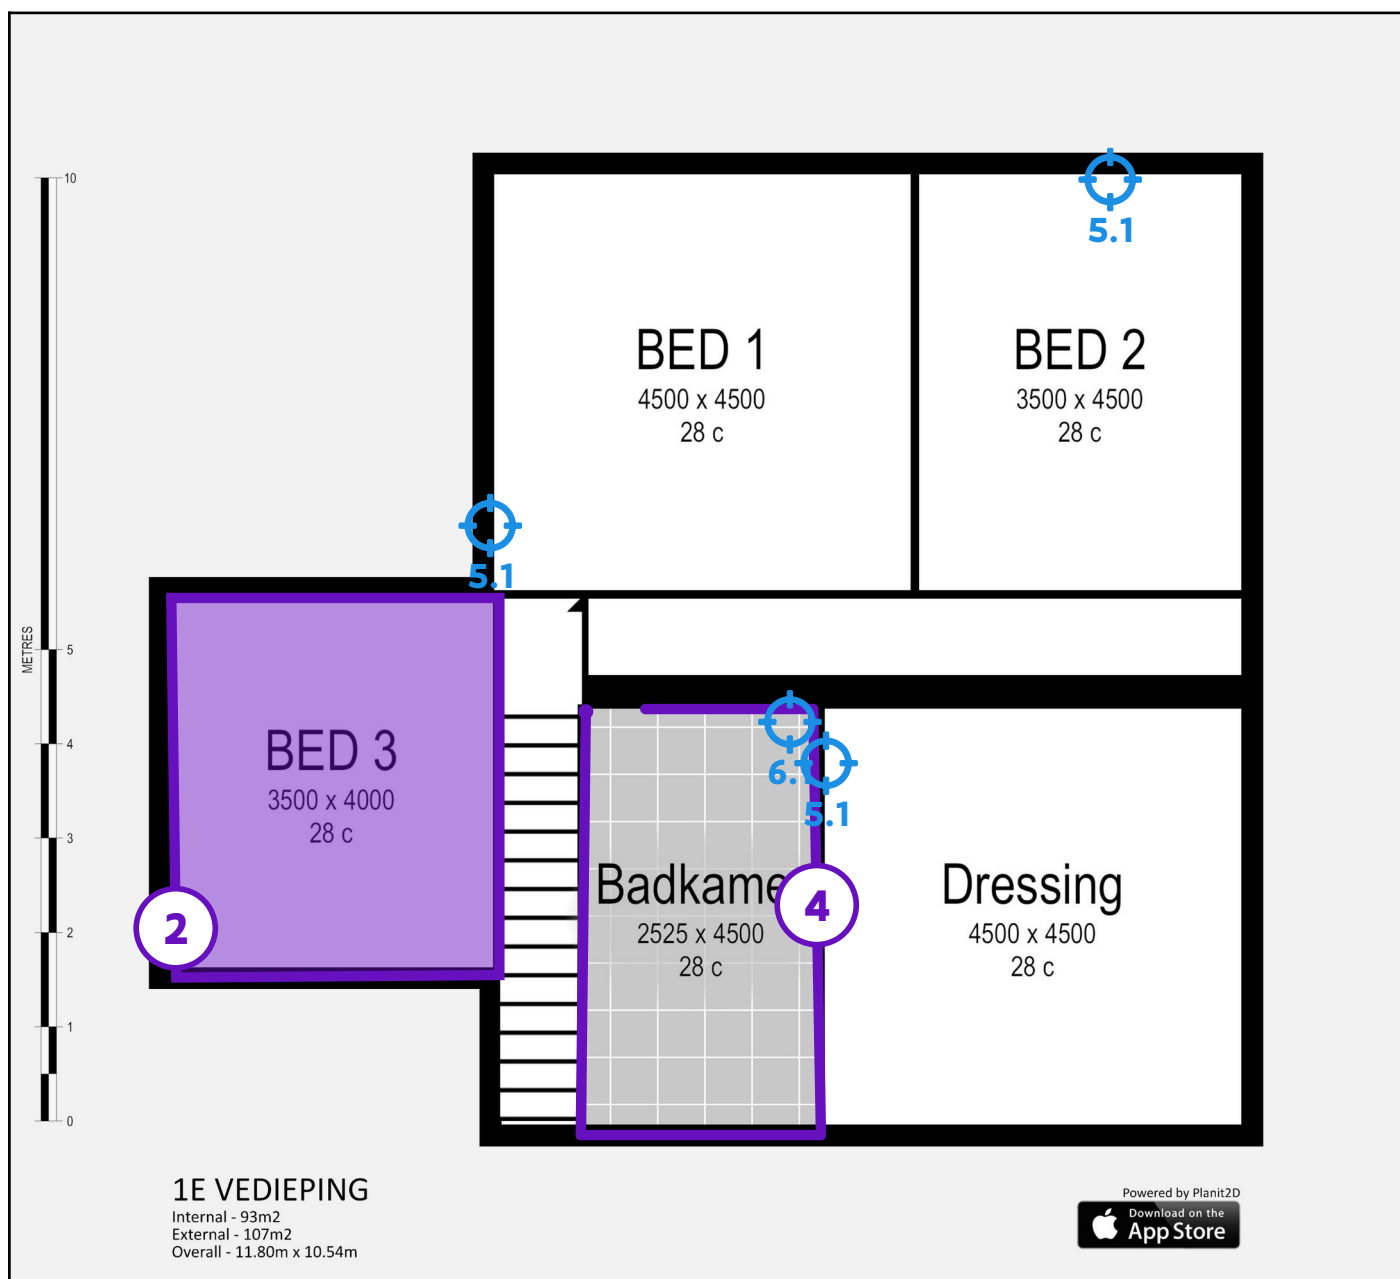 10
5.1
BED 1
4500 x 4500
28 c
BED 2
3500 x 4500
28 c
5.1
METRES
5
4
3
2
1
0
BED 3
3500 x 4000
28 c
2
6.
5.1
Badkame
2525 x 4500
28 c
4
Dressing
4500 x 4500
28 c
1E VEDIEPING
Internal - 93m2
External - 107m2
Overall - 11.80m x 10.54m
Powered by Planit2D
Download on the
App Store